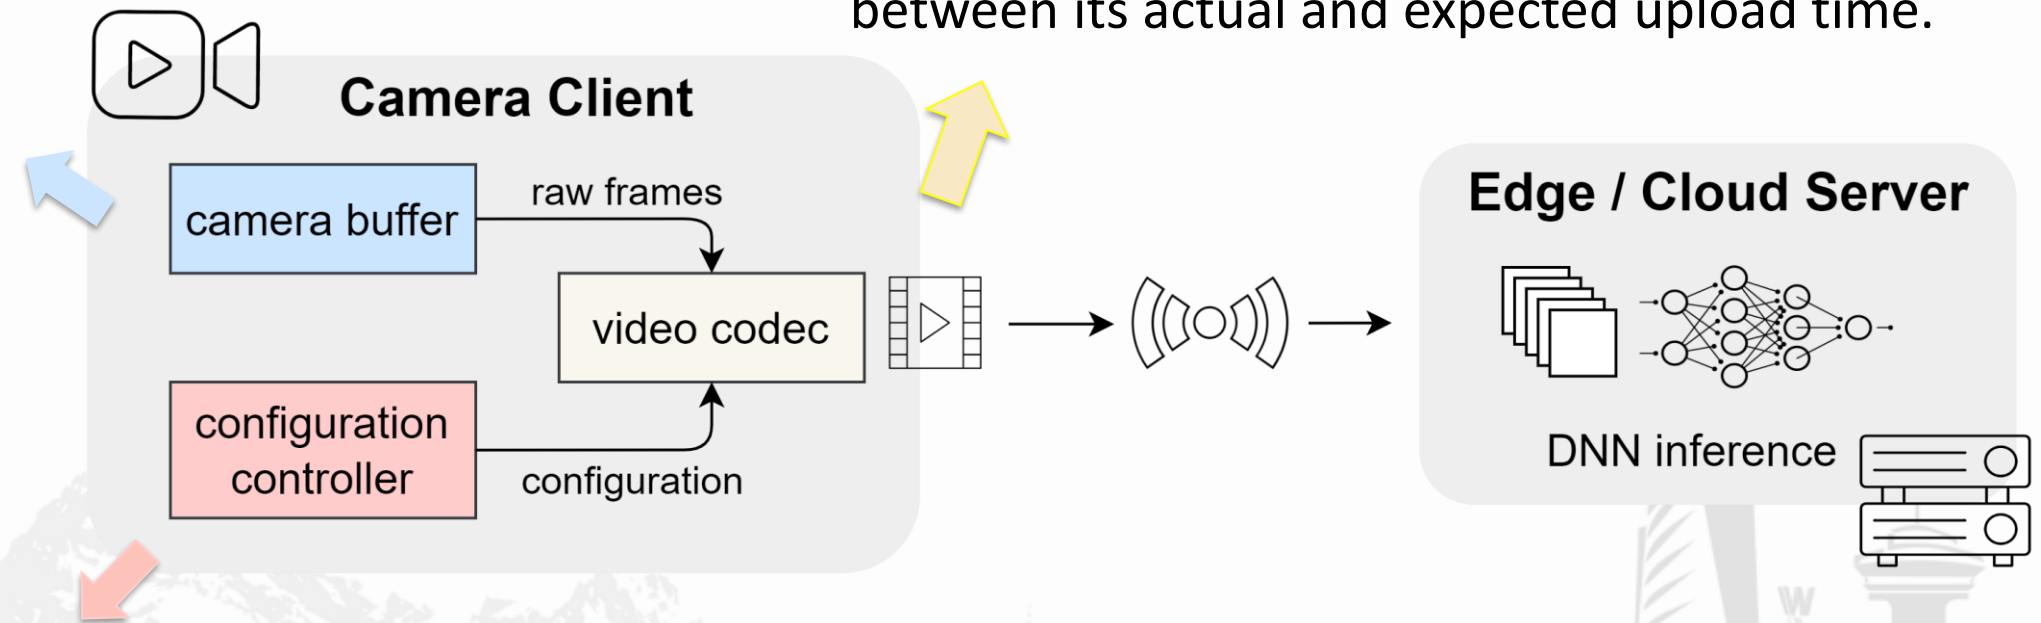 between its actual and expected upload time.
Camera Client
camera buffer
raw frames
video codec
configuration
controller
configuration
Edge / Cloud Server
DNN inference
W